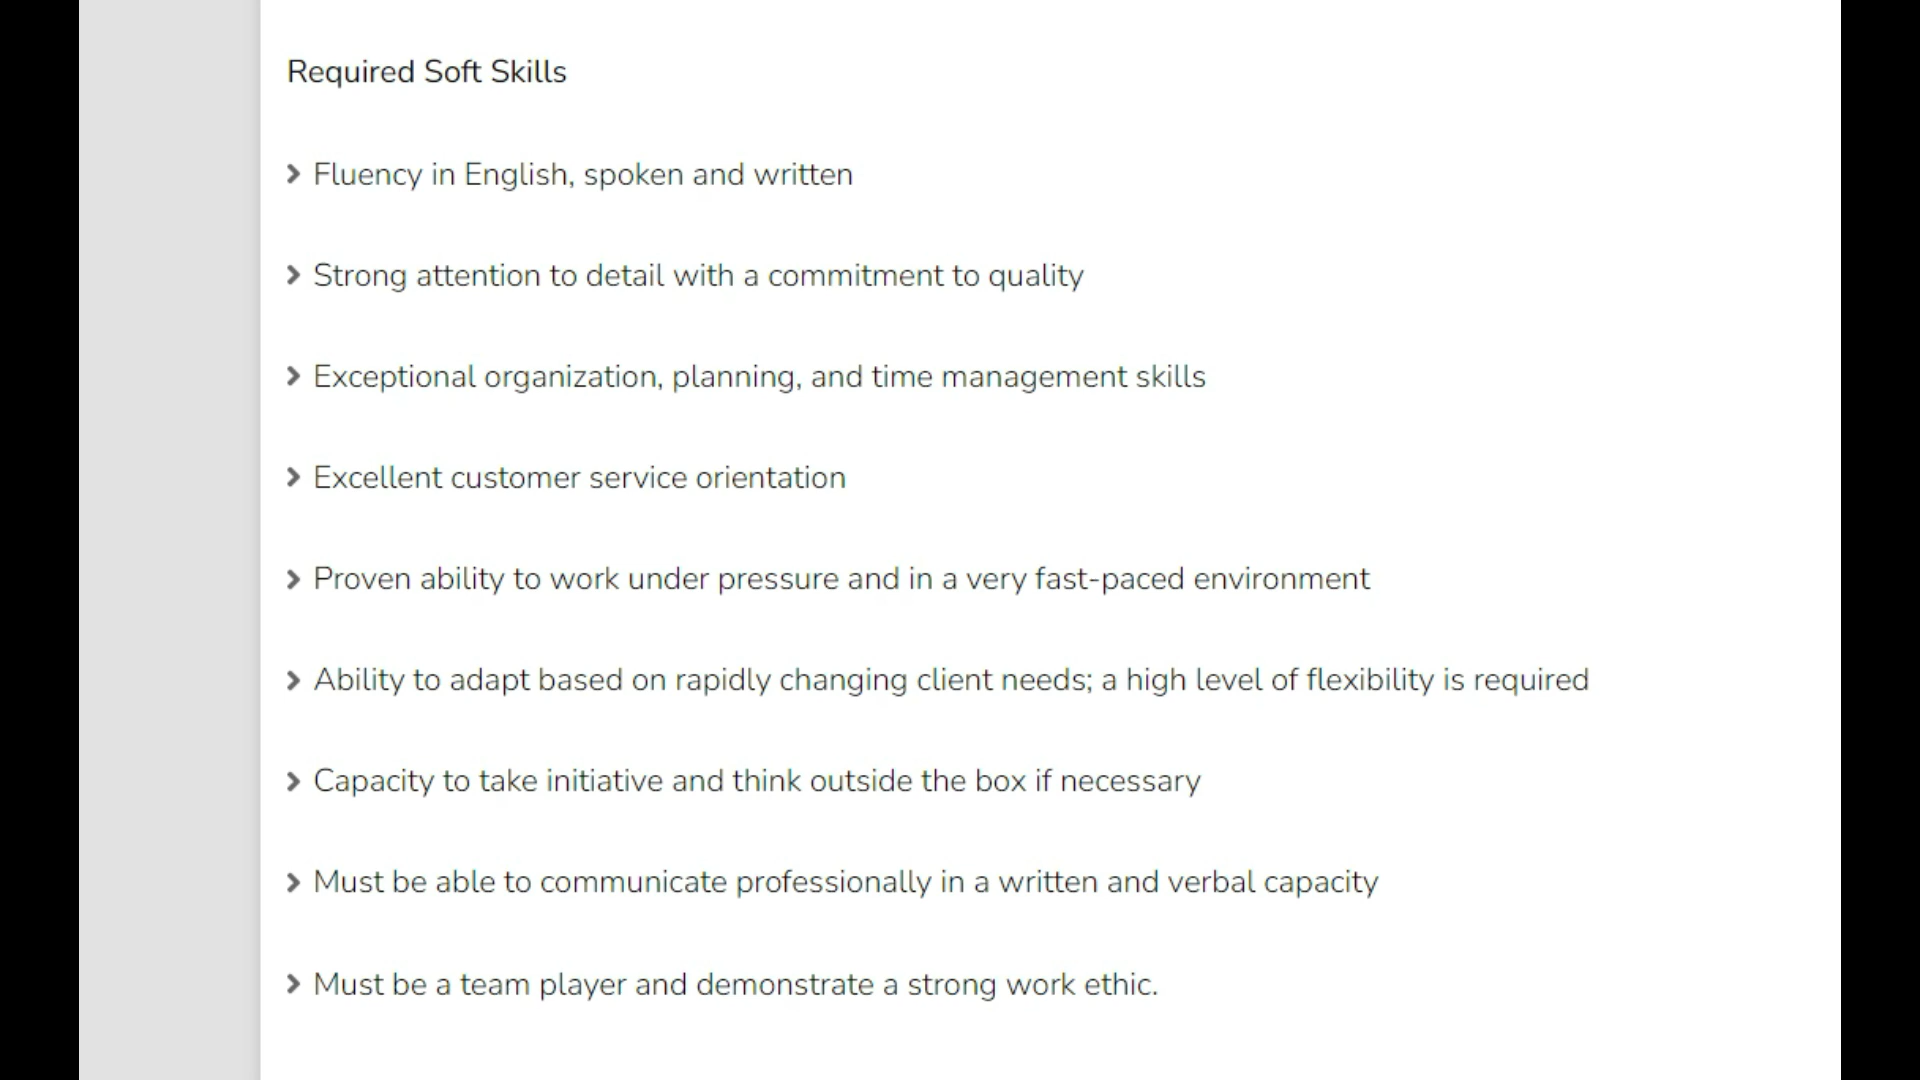 Required Soft Skills
Fluency in English, spoken and written
Strong attention to detail with a commitment to quality
Exceptional organization, planning, and time management skills
Excellent customer service orientation
Proven ability to work under pressure and in a very fast-paced environment
Ability to adapt based on rapidly changing client needs; a high level of flexibility is required
Capacity to take initiative and think outside the box if necessary
Must be able to communicate professionally in a written and verbal capacity
Must be a team player and demonstrate a strong work ethic.